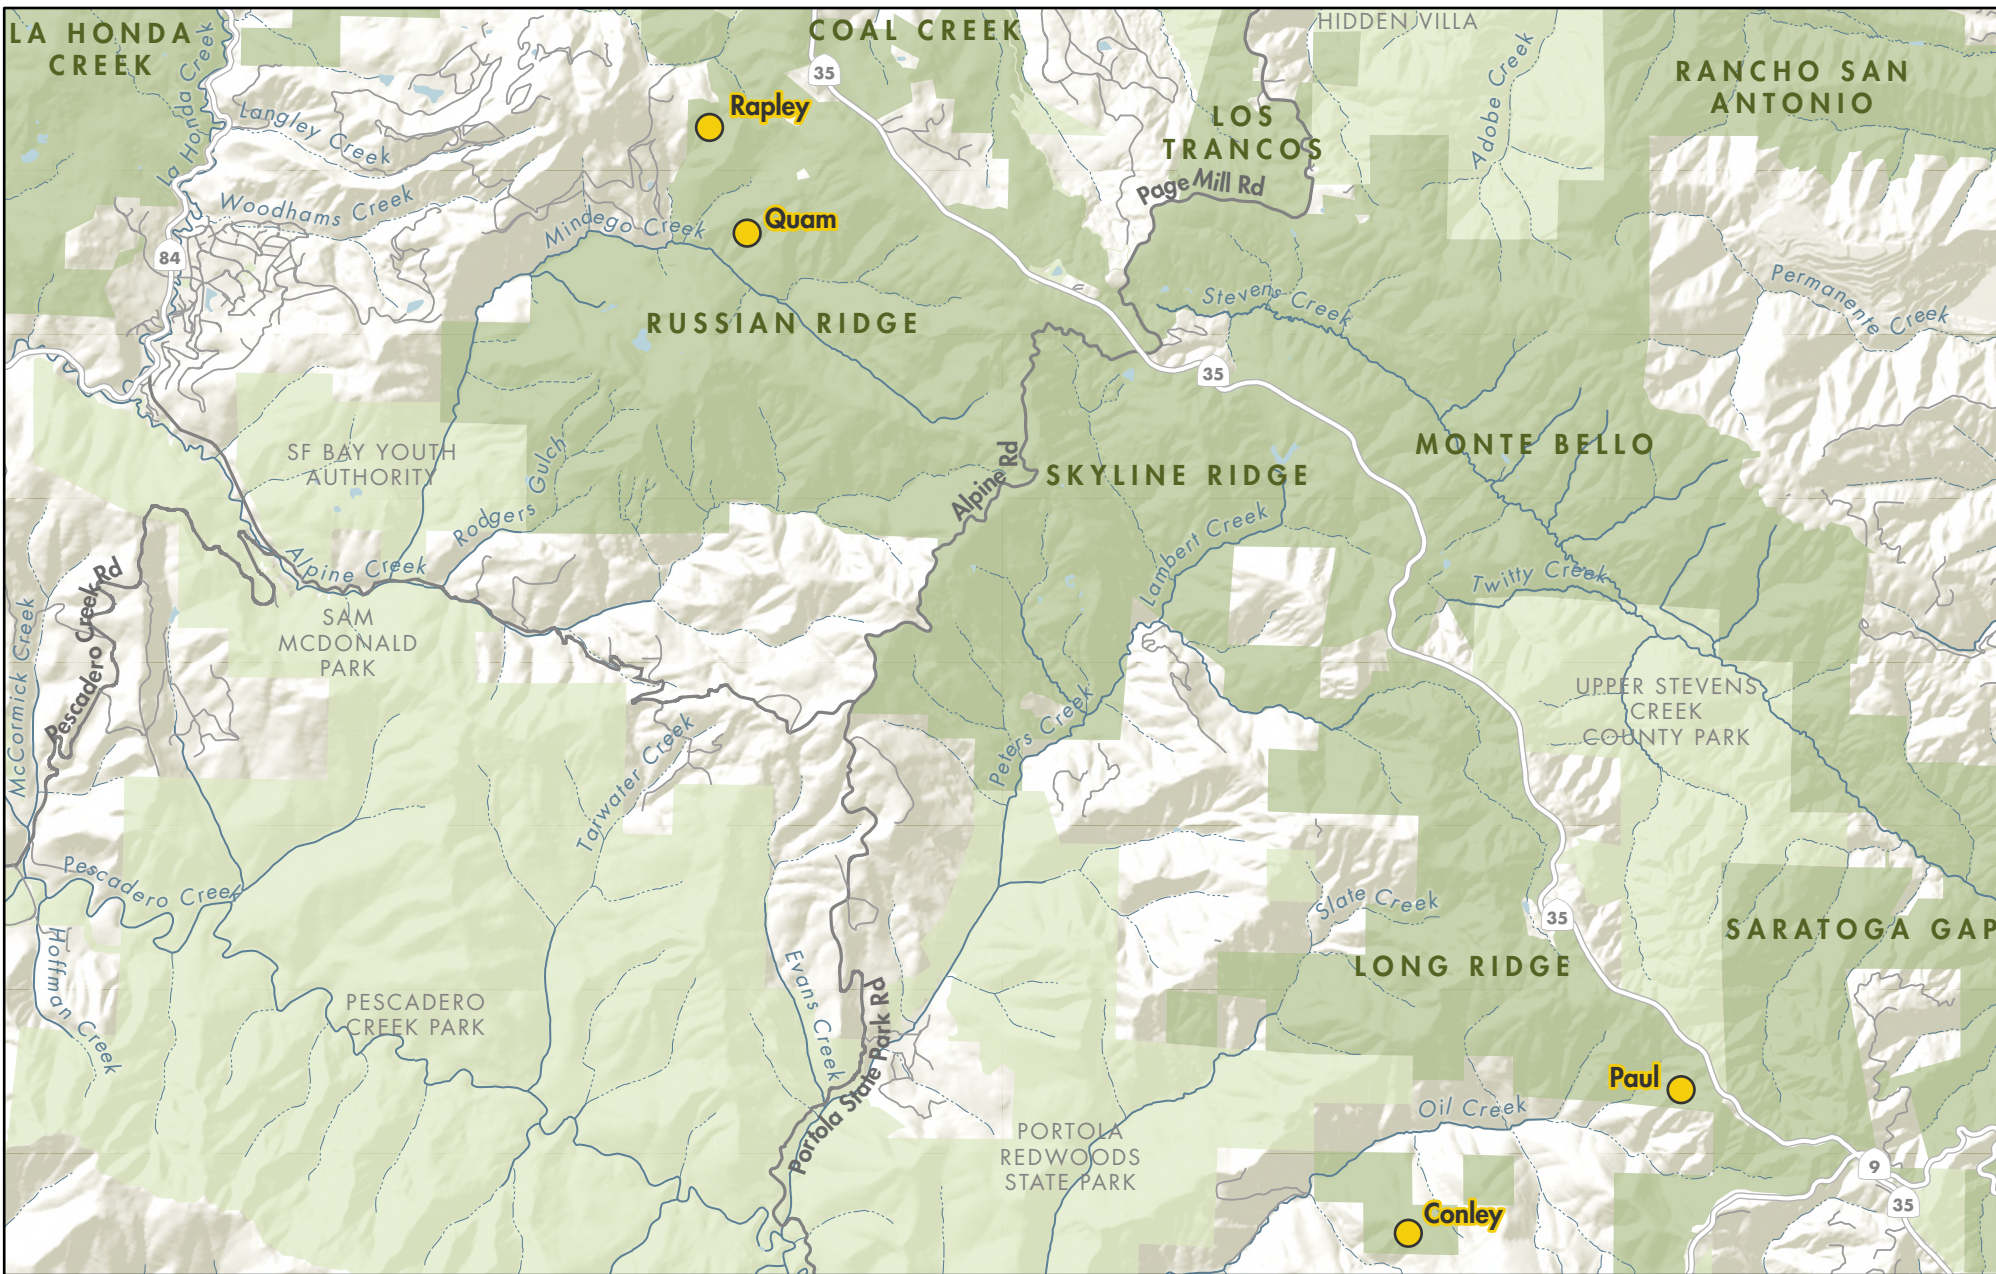 LA HONDA
CREEK
COAL CREEK
HIDDEN VILLA
RANCHO SAN
ANTONIO
LOS
TRANCOS
La Honda Creek
La Honda Creek
Langley Creek
Woodhams Creek
Mindego Creek
Rapley
Quam
35
Page Mill Rd
Adobe Creek
Stevens Creek
Permanente Creek
84
RUSSIAN RIDGE
35
MONTE BELLO
SKYLINE RIDGE
SF BAY YOUTH
AUTHORITY
Rodgers Gulch
Alpine Rd
Lambert Creek
Alpine Creek
Twitty Creek
Pescadero Creek Rd
McCormick Creek
SAM
MCDONALD
PARK
UPPER STEVENS
CREEK
COUNTY PARK
Peters Creek
Tarwater Creek
Pescadero Creek
Slate Creek
35
SARATOGA GAP
LONG RIDGE
Hoffman Creek
PESCADERO
CREEK PARK
Evans Creek
Portola State Park Rd
Paul
Oil Creek
PORTOLA
REDWOODS
STATE PARK
9
35
Conley